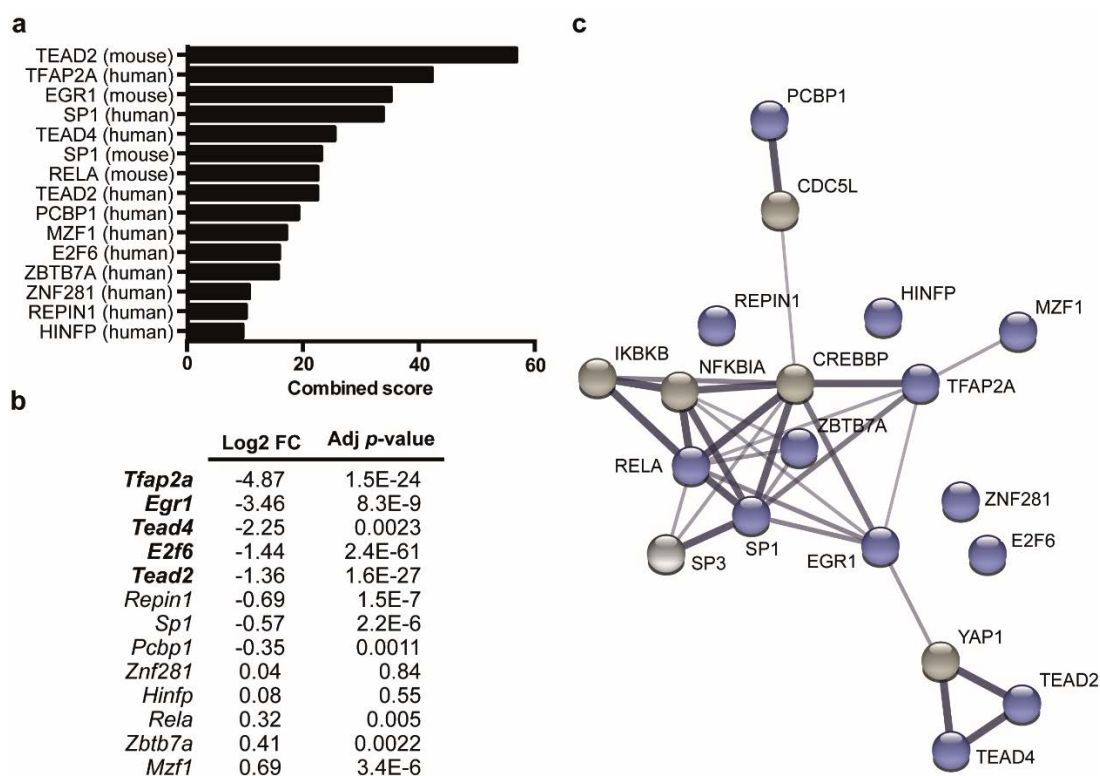 a
TEAD2 (mouse)
TFAP2A (human)
EGR1 (mouse)
SP1 (human)
TEAD4 (human)
SP1 (mouse)
RELA (mouse)
TEAD2 (human)
PCBP1 (human)
MZF1 (human)
E2F6 (human)
ZBTB7A (human)
ZNF281 (human)
REPIN1 (human)
HINFP (human)
0 20 40 60
Combined score
b
Log2 FC Adj p-value
Tfap2a -4.87 1.5E-24
Egr1 -3.46 8.3E-9
Tead4 -2.25 0.0023
E2f6 -1.44 2.4E-61
Tead2 -1.36 1.6E-27
Repin1 -0.69 1.5E-7
Sp1 -0.57 2.2E-6
Pcbp1 -0.35 0.0011
Znf281 0.04 0.84
Hinfp 0.08 0.55
Rela 0.32 0.005
Zbtb7a 0.41 0.0022
Mzf1 0.69 3.4E-6
c
PCBP1
CDC5L
REPIN1
HINFP
MZF1
IKBKB
NFKBIA
CREBBP
TFAP2A
ZBTB7A
RELA
ZNF281
SP3
SP1
EGR1
E2F6
YAP1
TEAD2
TEAD4